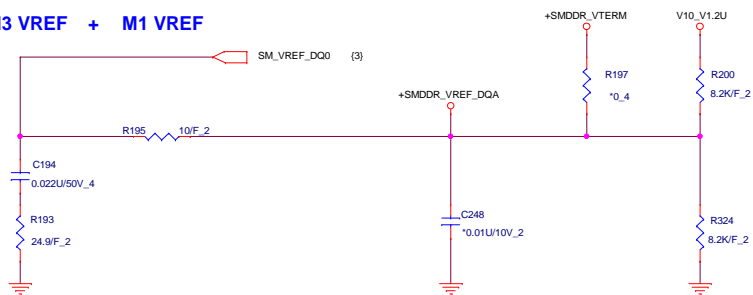 M3 VREF + M1 VREF
+SMDDR_VTERM
V10_V1.2U
SM_VREF_DQ0 {3}
R197
*0_4
R200
8.2K/F_2
+SMDDR_VREF_DQA
R195 10/F_2
C194
0.022U/50V_4
R193
24.9/F_2
C248
*0.01U/10V_2
R324
8.2K/F_2